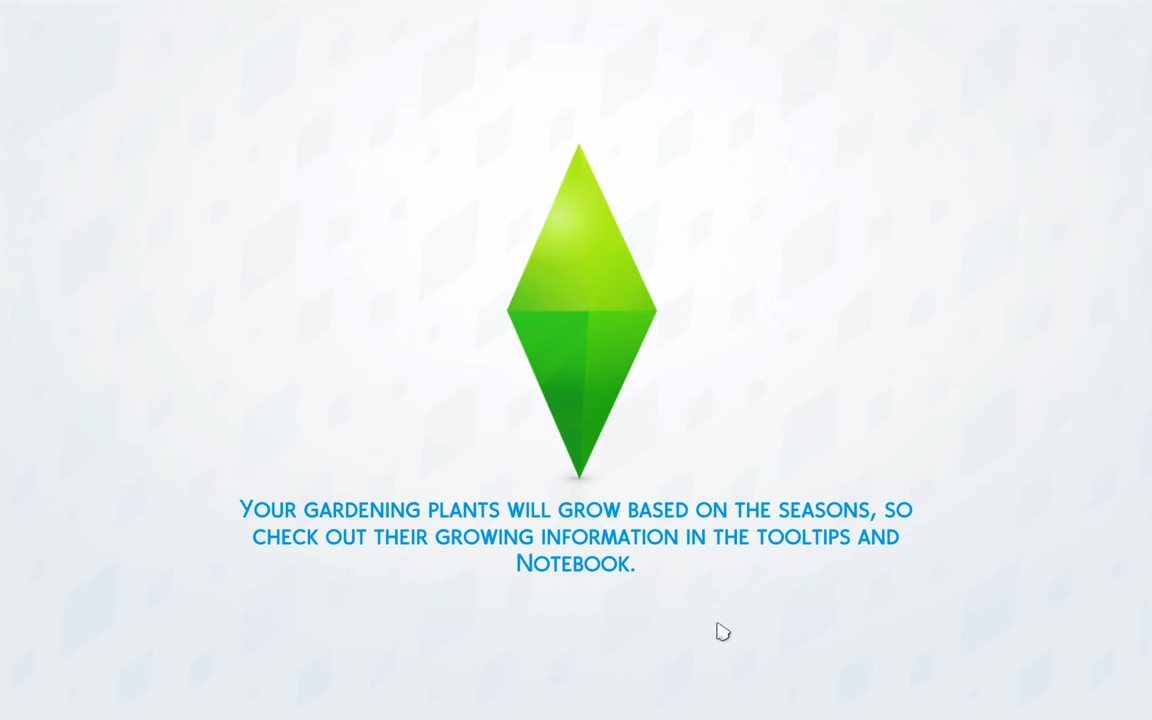 Your gardening plants will grow based on the seasons, so
check out their growing information in the tooltips and
Notebook.